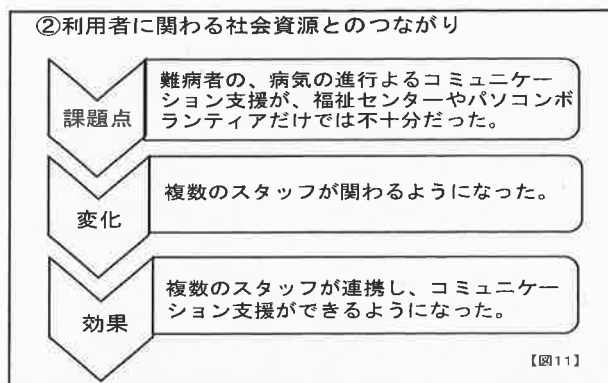 ②利用者に関わる社会資源とのつながり
課題点
難病者の、病気の進行よるコミュニケー
ション支援が、福祉センターやパソコンボ
ランティアだけでは不十分だった。
変化
複数のスタッフが関わるようになった。
効果
複数のスタッフが連携し、コミュニケー
ション支援ができるようになった。
【図11】